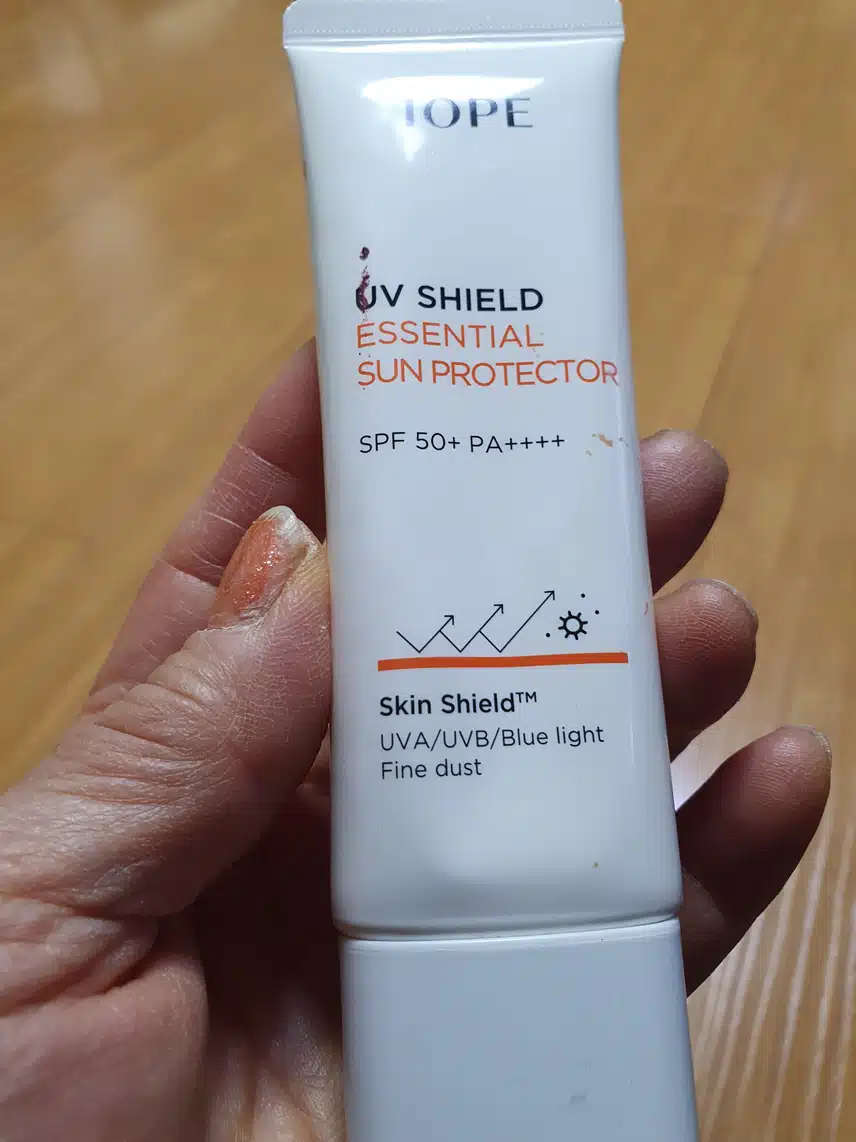 IOPE
UV SHIELD
ESSENTIAL
SUN PROTECTOR
SPF 50+ PA++++
Skin Shield™
UVA/UVB/Blue light
Fine dust